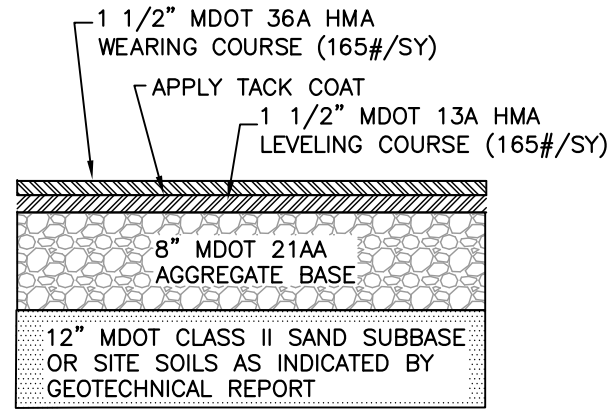 1 1/2” MDOT 36A HMA
WEARING COURSE (165#/SY)
APPLY TACK COAT
1 1/2” MDOT 13A HMA
LEVELING COURSE (165#/SY)
8” MDOT 21AA
AGGREGATE BASE
12” MDOT CLASS II SAND SUBBASE
OR SITE SOILS AS INDICATED BY
GEOTECHNICAL REPORT